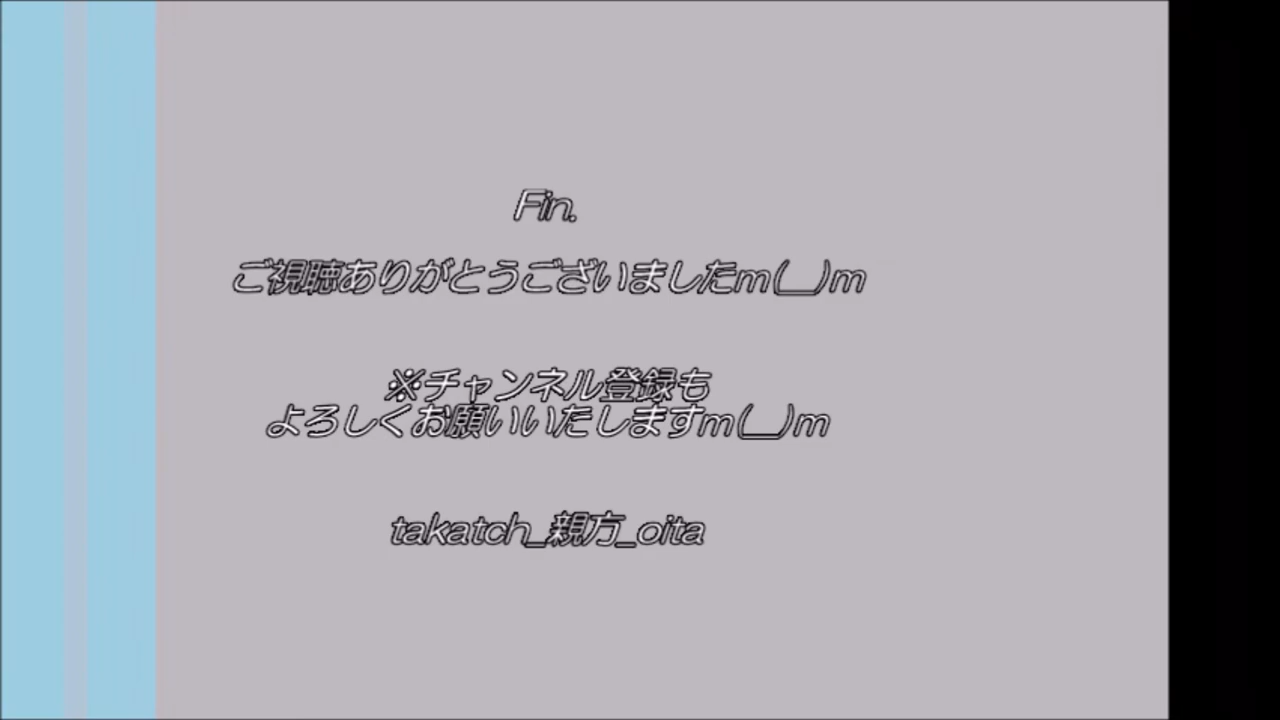 Fin.
ご視聴ありがとうございましたm(__)m
※チャンネル登録も
よろしくお願いいたしますm(__)m
takatch_親方_oita